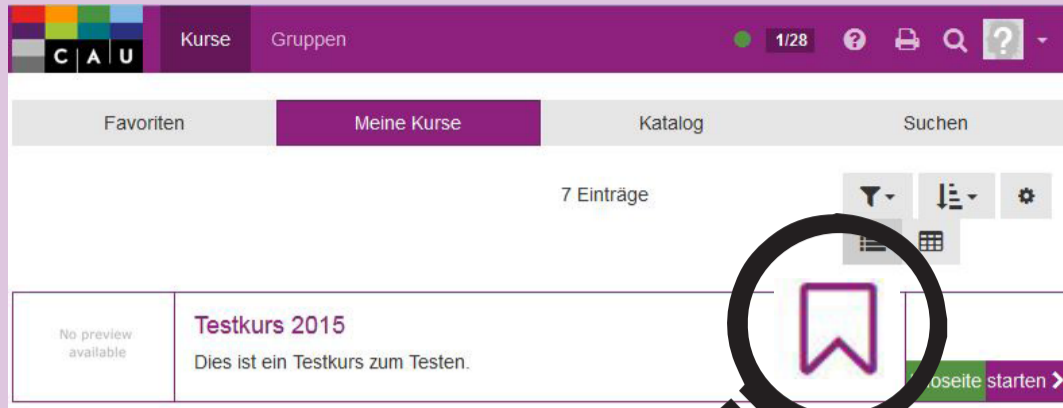 CAU
Kurse Gruppen 1/28
Favoriten Meine Kurse Katalog Suchen
7 Einträge
No preview
available
Testkurs 2015
Dies ist ein Testkurs zum Testen.
starten